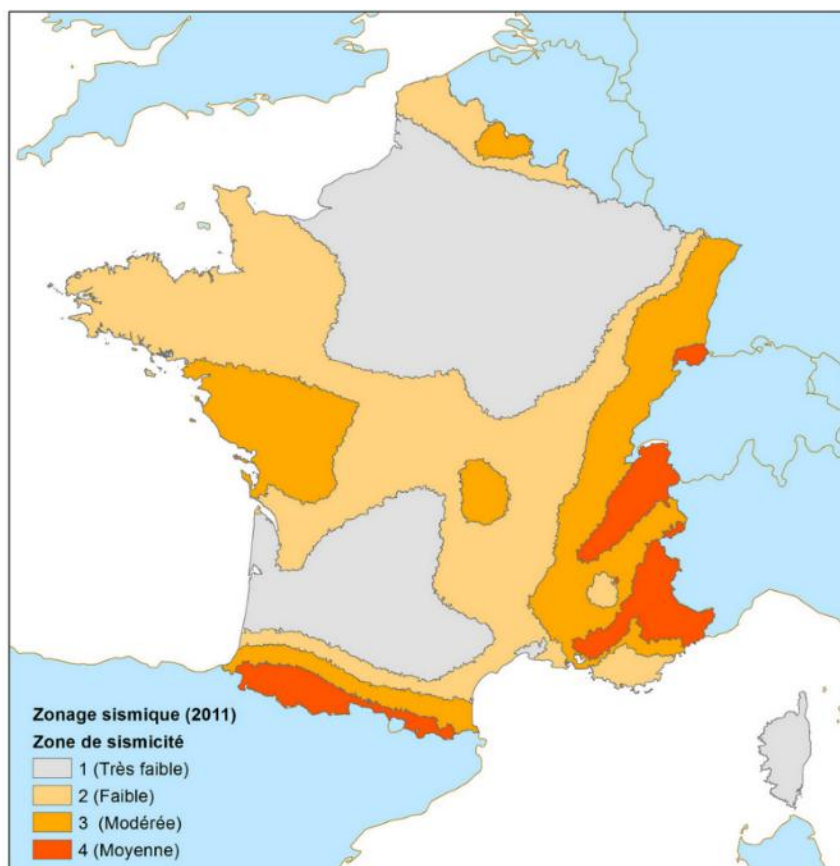 Zonage sismique (2011)
Zone de sismicité
1 (Très faible)
2 (Faible)
3 (Modérée)
4 (Moyenne)